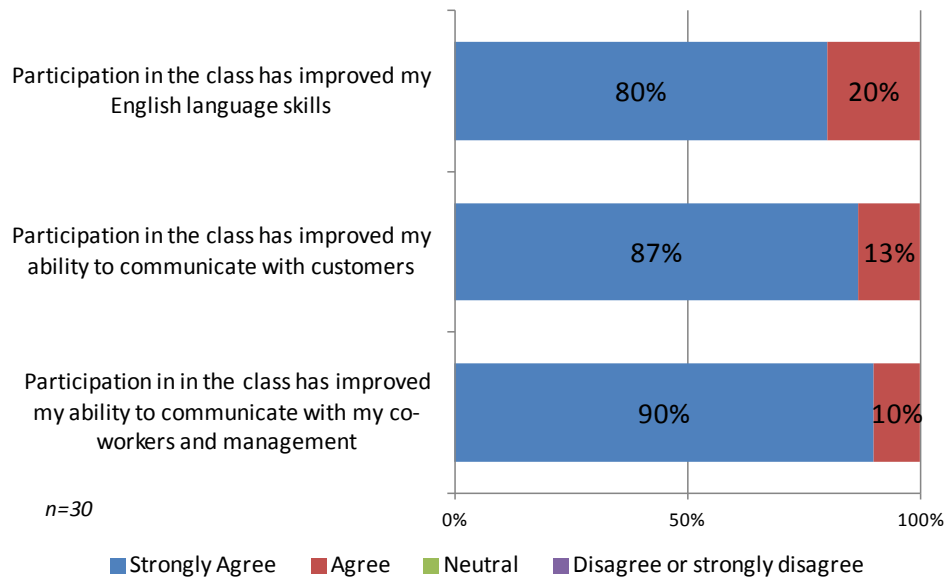 Participation in the class has improved my
English language skills
80%
20%
Participation in the class has improved my
ability to communicate with customers
87%
13%
Participation in in the class has improved
my ability to communicate with my co-
workers and management
90%
10%
n=30
0%
50%
100%
Strongly Agree
Agree
Neutral
Disagree or strongly disagree